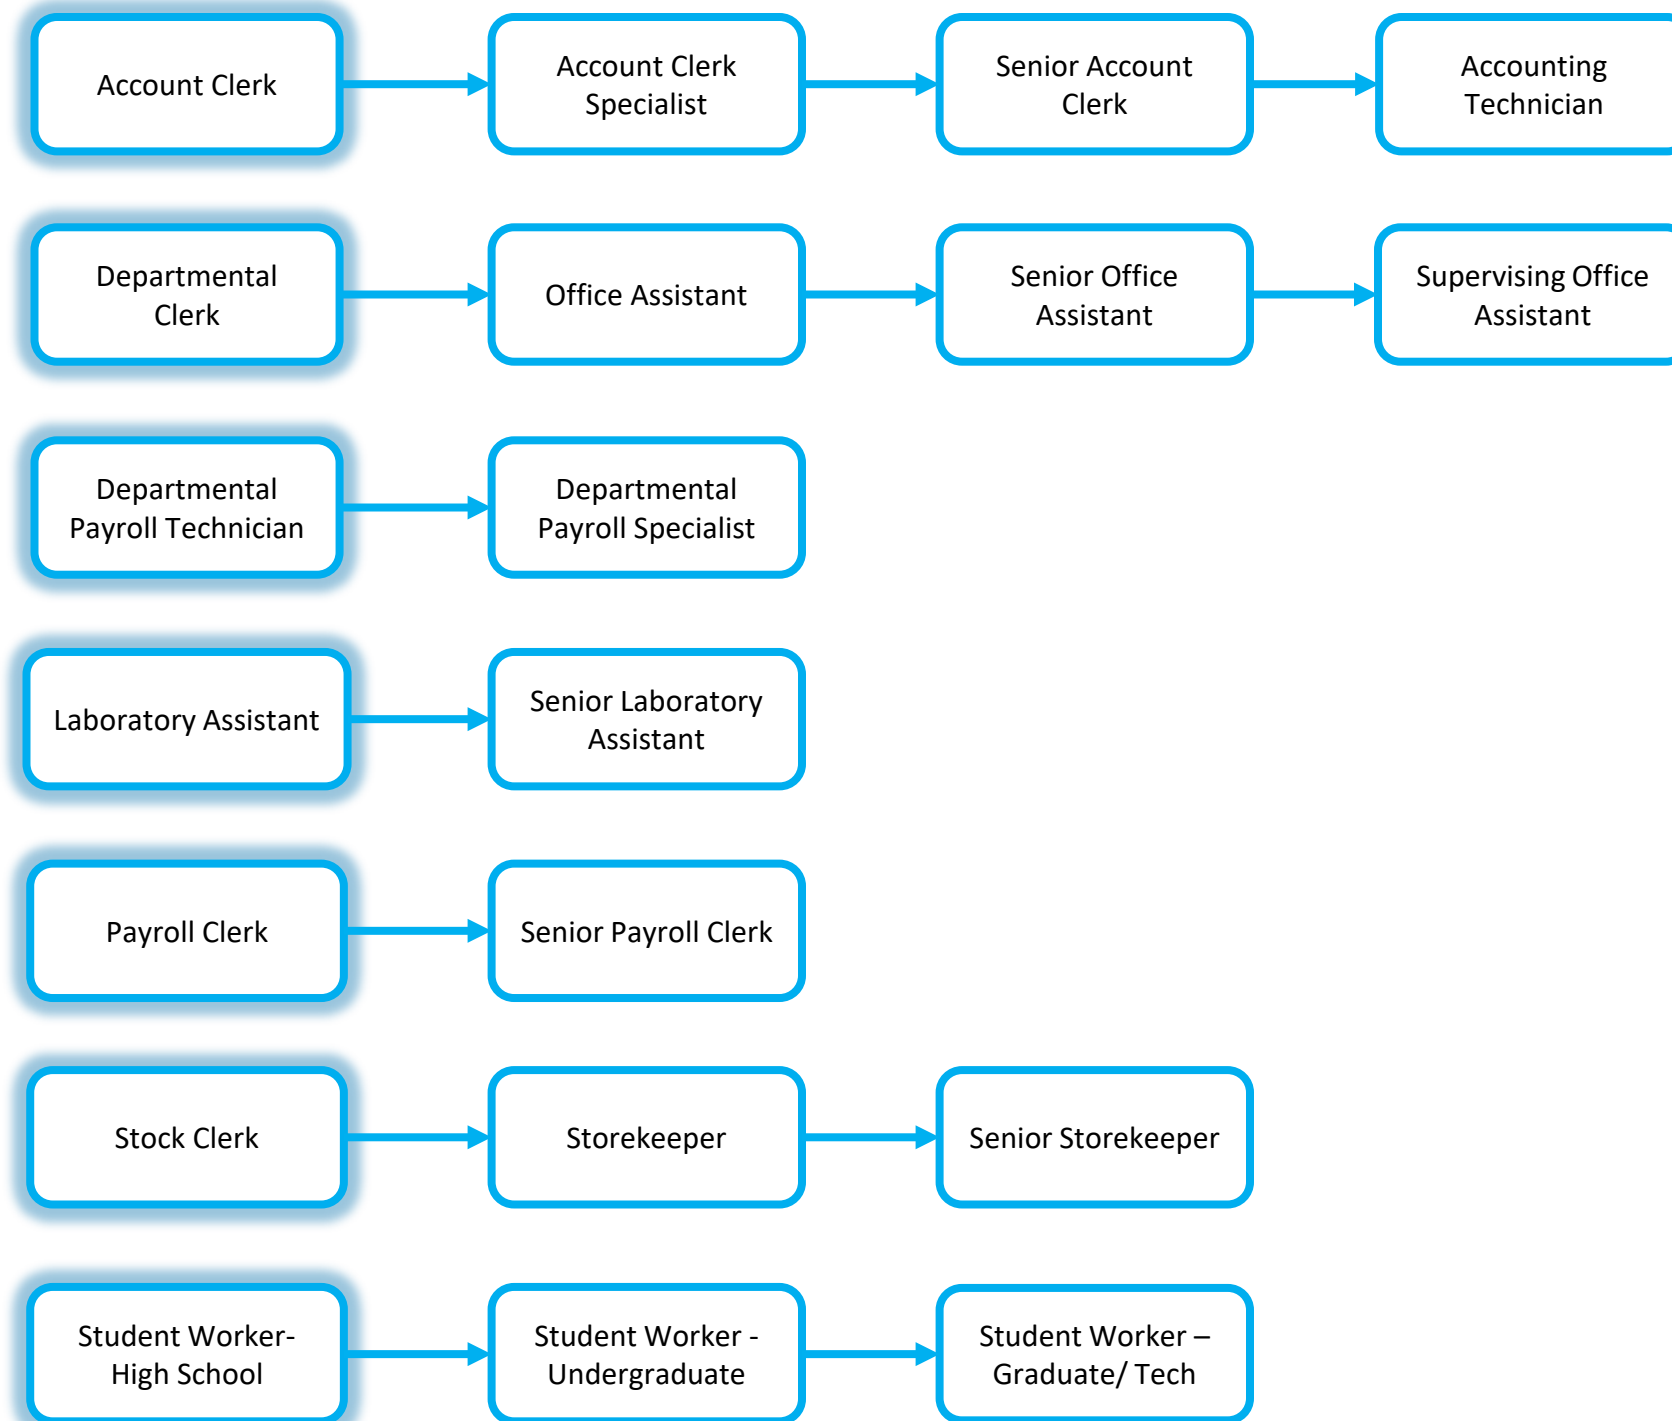 Account Clerk
Account Clerk
Specialist
Senior Account
Clerk
Accounting
Technician
Departmental
Clerk
Office Assistant
Senior Office
Assistant
Supervising Office
Assistant
Departmental
Payroll Technician
Departmental
Payroll Specialist
Laboratory Assistant
Senior Laboratory
Assistant
Payroll Clerk
Senior Payroll Clerk
Stock Clerk
Storekeeper
Senior Storekeeper
Student Worker-
High School
Student Worker -
Undergraduate
Student Worker –
Graduate/ Tech